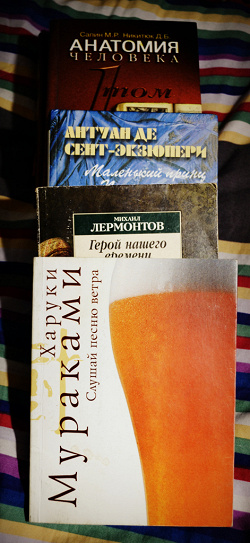 Сапин М.Р. Никитюк Д.Б.
АНАТОМИЯ
ЧЕЛОВЕКА
1 том
АНТУАН ДЕ
СЕНТ-ЭКЗЮПЕРИ
Маленький принц
МИХАИЛ
ЛЕРМОНТОВ
Герой нашего
времени
Харуки
Мураками
Слушай песню ветра